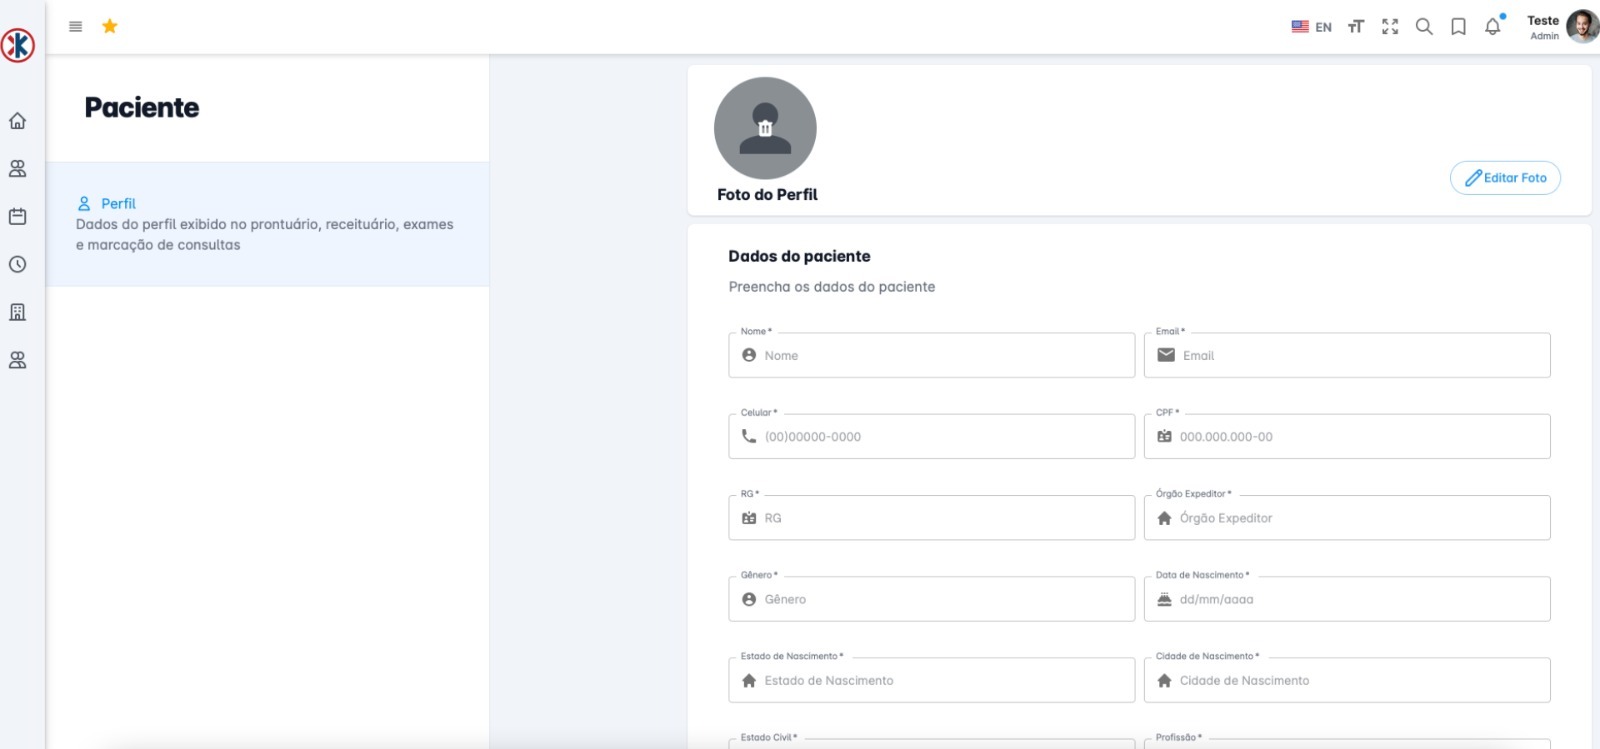 EN
Teste
Admin
Paciente
Perfil
Dados do perfil exibido no prontuário, receituário, exames
e marcação de consultas
Foto do Perfil
Editar Foto
Dados do paciente
Preencha os dados do paciente
Nome *
Nome
Email *
Email
Celular *
(00)00000-0000
CPF *
000.000.000-00
RG *
RG
Órgão Expeditor *
Órgão Expeditor
Gênero *
Gênero
Data de Nascimento *
dd/mm/aaaa
Estado de Nascimento *
Estado de Nascimento
Cidade de Nascimento *
Cidade de Nascimento
Estado Civil *
Profissão *